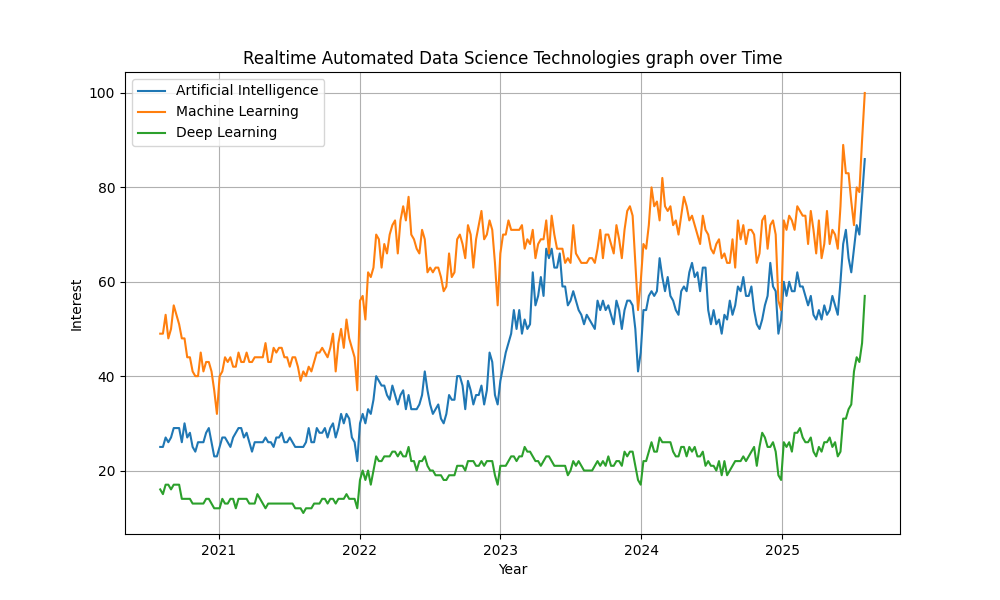 Realtime Automated Data Science Technologies graph over Time
Artificial Intelligence
Machine Learning
Deep Learning
Interest
100
80
60
40
20
2021 2022 2023 2024 2025
Year